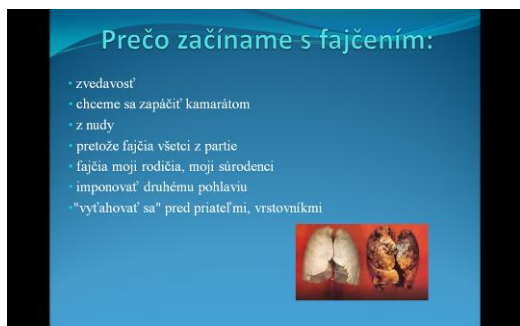 Prečo začíname s fajčením:
• zvedavosť
• chceme sa zapáčiť kamarátom
• z nudy
• pretože fajčia všetci z partie
• fajčia moji rodičia, moji súrodenci
• imponovať druhému pohlaviu
• "vyťahovať sa" pred priateľmi, vrstovníkmi